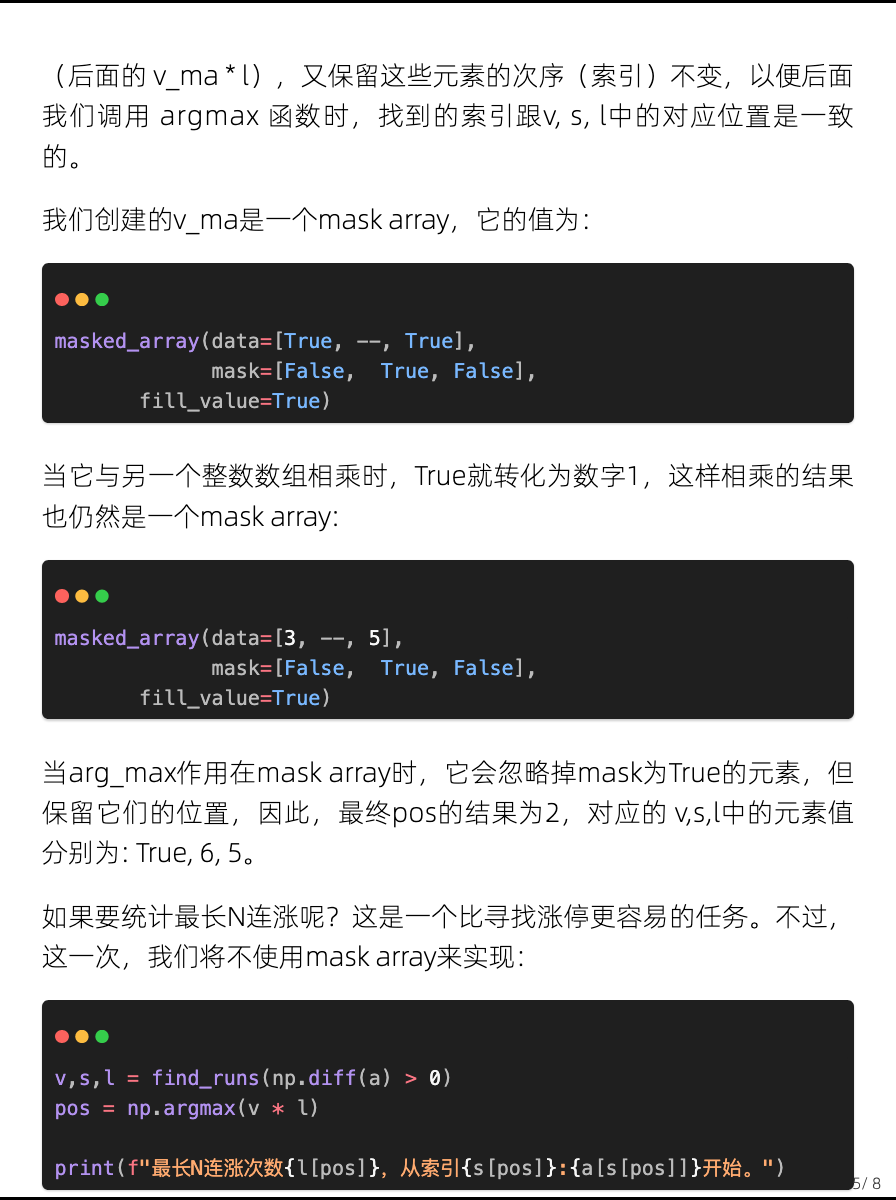 （后面的 v_ma * l），又保留这些元素的次序（索引）不变，以便后面
我们调用 argmax 函数时，找到的索引跟v, s, l中的对应位置是一致
的。
我们创建的v_ma是一个mask array，它的值为：
masked_array(data=[True, --, True],
             mask=[False,  True, False],
       fill_value=True)
当它与另一个整数数组相乘时，True就转化为数字1，这样相乘的结果
也仍然是一个mask array:
masked_array(data=[3, --, 5],
             mask=[False,  True, False],
       fill_value=True)
当arg_max作用在mask array时，它会忽略掉mask为True的元素，但
保留它们的位置，因此，最终pos的结果为2，对应的 v,s,l中的元素值
分别为: True, 6, 5。
如果要统计最长N连涨呢？这是一个比寻找涨停更容易的任务。不过，
这一次，我们将不使用mask array来实现：
v,s,l = find_runs(np.diff(a) > 0)
pos = np.argmax(v * l)
print(f"最长N连涨次数{l[pos]}，从索引{s[pos]}:{a[s[pos]]}开始。")
5/ 8